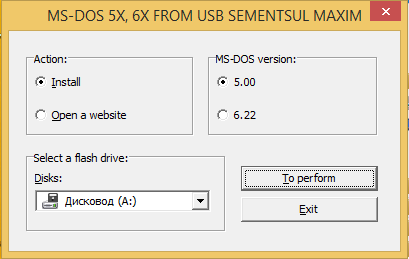 MS-DOS 5X, 6X FROM USB SEMENTSUL MAXIM
Action:
Install
Open a website
MS-DOS version:
5.00
6.22
Select a flash drive:
Disks:
Дисковод (A:)
To perform
Exit